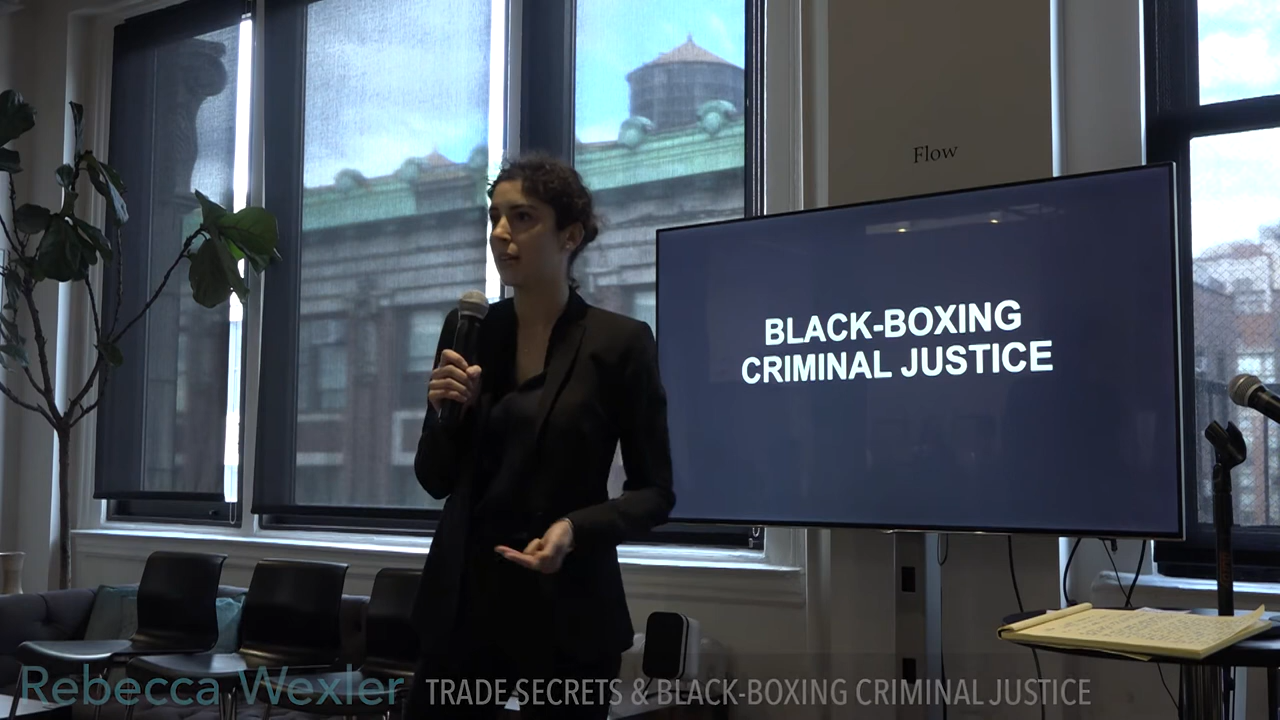 Flow
BLACK-BOXING
CRIMINAL JUSTICE
Rebecca Wexler TRADE SECRETS & BLACK-BOXING CRIMINAL JUSTICE